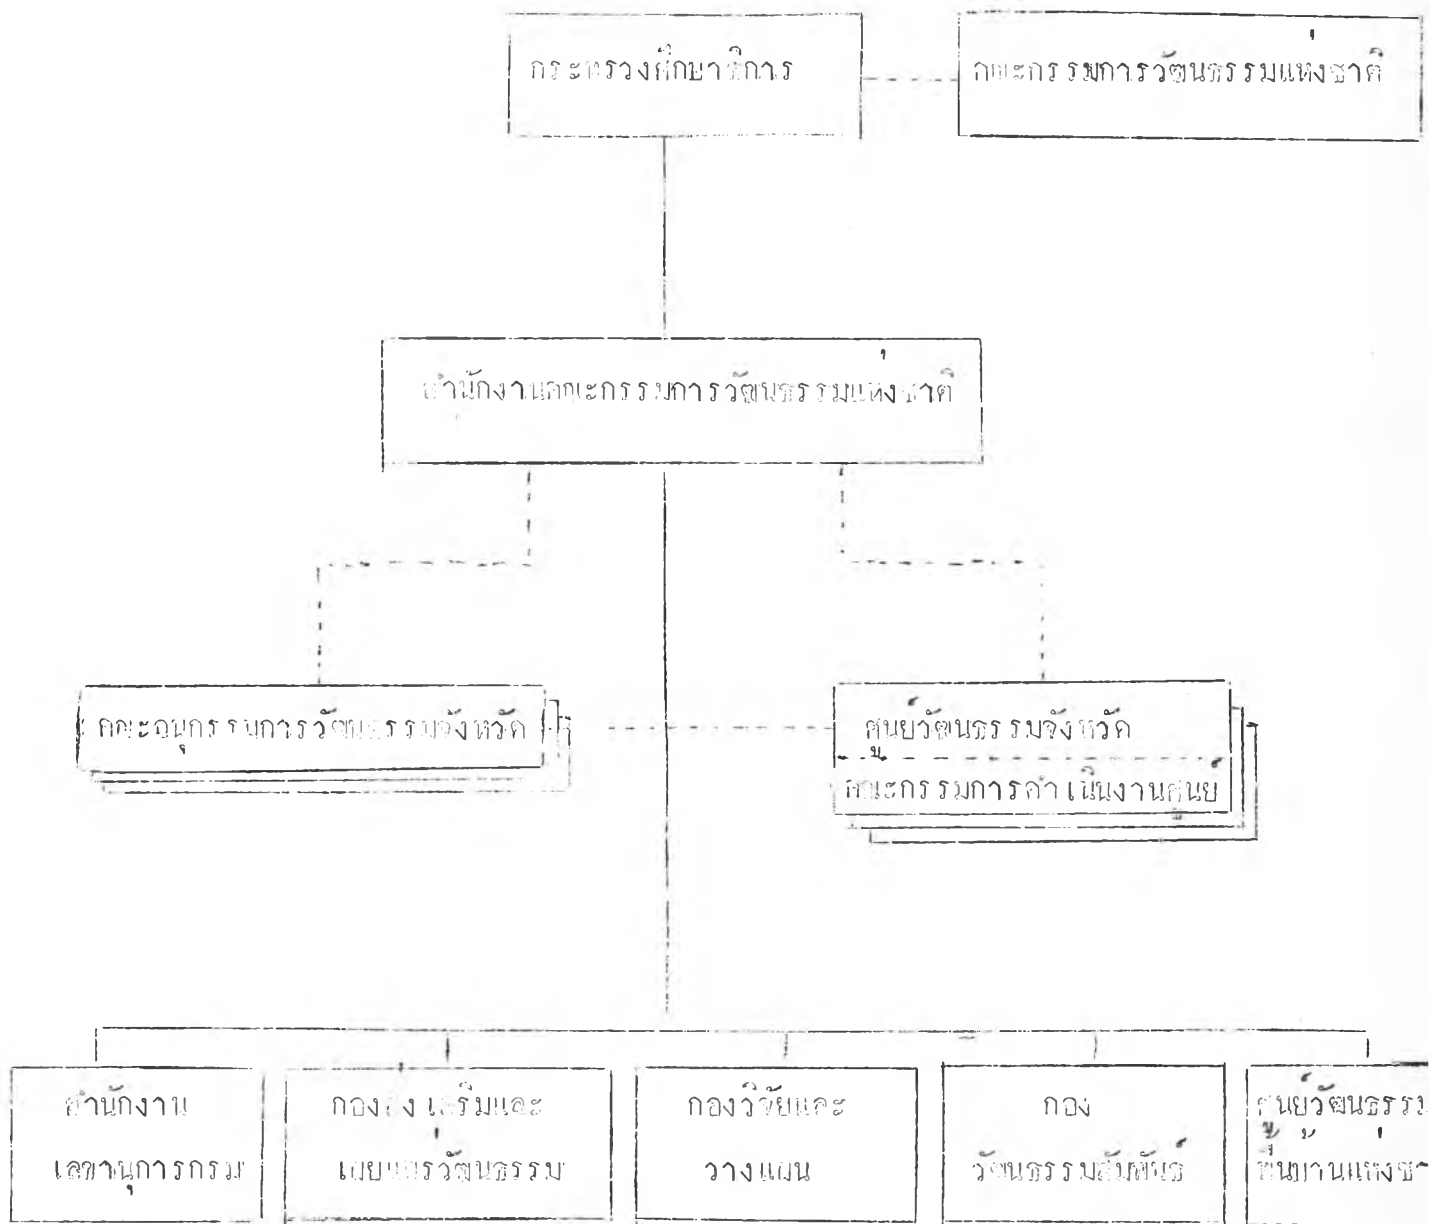 กระทรวงศึกษาธิการ
คณะกรรมการวัฒนธรรมแห่งชาติ
สำนักงานคณะกรรมการวัฒนธรรมแห่งชาติ
คณะอนุกรรมการวัฒนธรรมจังหวัด
ศูนย์วัฒนธรรมจังหวัด
คณะกรรมการดำเนินงานศูนย์
สำนักงาน
เลขานุการกรม
กองส่งเสริมและ
เผยแพร่วัฒนธรรม
กองวิจัยและ
วางแผน
กอง
วัฒนธรรมสัมพันธ์
ศูนย์วัฒนธรรม
พื้นบ้านแห่งชา